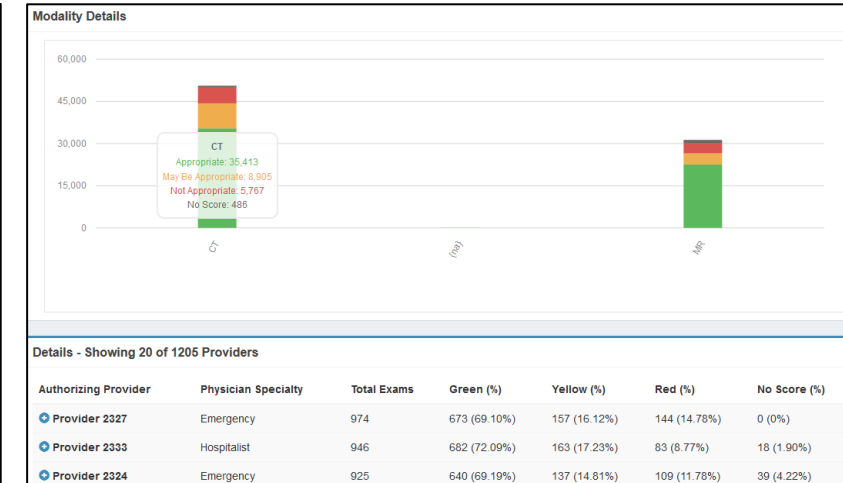 Modality Details
60,000
45,000
30,000
15,000
0
CT
Appropriate: 35,413
May Be Appropriate: 8,905
Not Appropriate: 5,767
No Score: 486
CT
(na)
MR
Details - Showing 20 of 1205 Providers
Authorizing Provider Physician Specialty Total Exams Green (%) Yellow (%) Red (%) No Score (%)
Provider 2327 Emergency 974 673 (69.10%) 157 (16.12%) 144 (14.78%) 0 (0%)
Provider 2333 Hospitalist 946 682 (72.09%) 163 (17.23%) 83 (8.77%) 18 (1.90%)
Provider 2324 Emergency 925 640 (69.19%) 137 (14.81%) 109 (11.78%) 39 (4.22%)